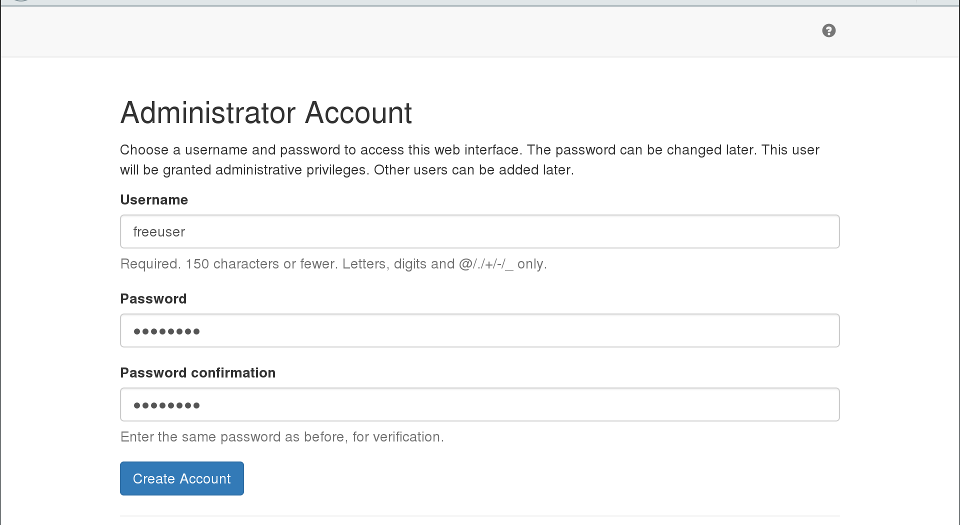 Administrator Account
Choose a username and password to access this web interface. The password can be changed later. This user
will be granted administrative privileges. Other users can be added later.
Username
freeuser
Required. 150 characters or fewer. Letters, digits and @/./+/-/_ only.
Password
●●●●●●●●
Password confirmation
●●●●●●●●
Enter the same password as before, for verification.
Create Account